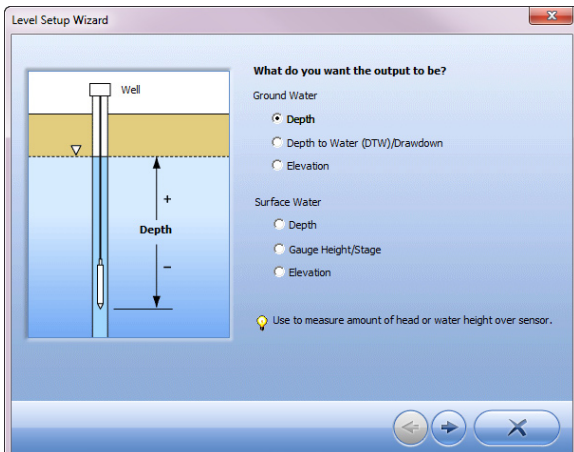 Level Setup Wizard
Well
+
Depth
−
What do you want the output to be?
Ground Water
Depth
Depth to Water (DTW)/Drawdown
Elevation
Surface Water
Depth
Gauge Height/Stage
Elevation
Use to measure amount of head or water height over sensor.